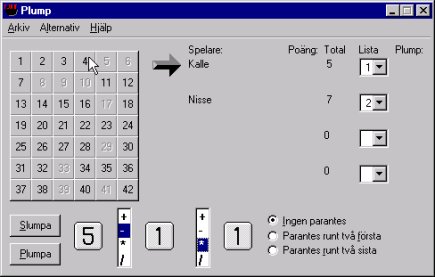 Plump
Arkiv Alternativ Hjälp
Spelare: Poäng: Total Lista Plump:
Kalle 5 1
Nisse 7 2
0
0
1 2 3 4 5 6
7 8 9 10 11 12
13 14 15 16 17 18
19 20 21 22 23 24
25 26 27 28 29 30
31 32 33 34 35 36
37 38 39 40 41 42
Slumpa
Plumpa
5
+
-
*
/
1
+
-
*
/
1
Ingen parantes
Parantes runt två första
Parantes runt två sista